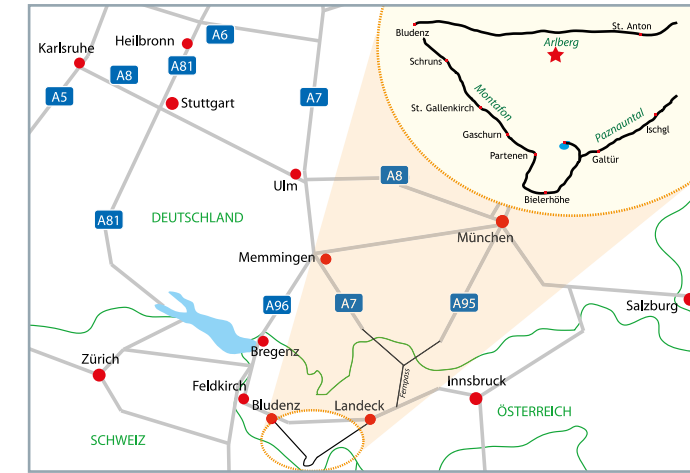 A6
Heilbronn
Karlsruhe
A81
A8
A5
A7
Stuttgart
Bludenz
St. Anton
Arlberg
Schruns
Montafon
St. Gallenkirch
Gaschurn
Partenen
Paznauntal
Ischgl
Galtür
Bielerhöhe
Ulm
A8
A81
DEUTSCHLAND
München
Memmingen
A96
A7
A95
Salzburg
Bregenz
Zürich
Feldkirch
Fernpass
Innsbruck
Bludenz
Landeck
ÖSTERREICH
SCHWEIZ